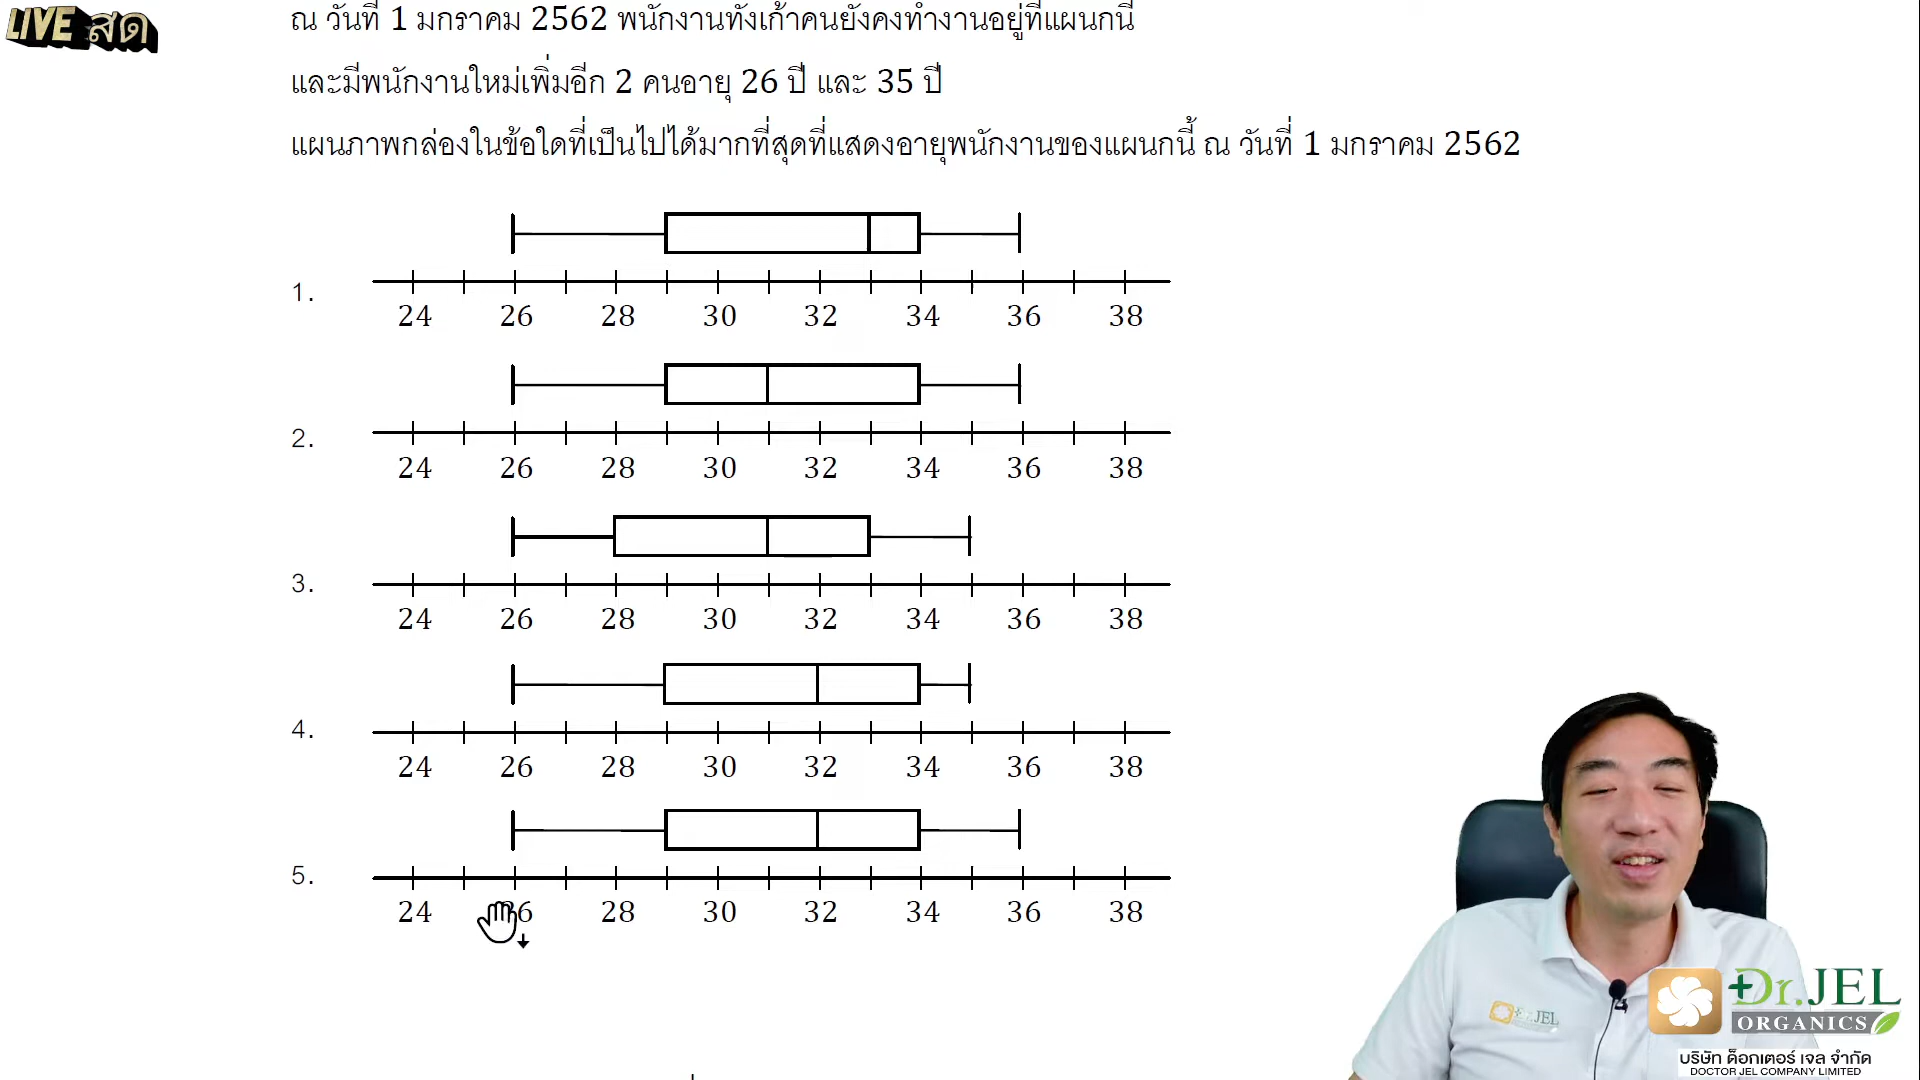 LIVE สด
ณ วันที่ 1 มกราคม 2562 พนักงานทั้งเก้าคนยังคงทำงานอยู่ที่แผนกนี้
และมีพนักงานใหม่เพิ่มอีก 2 คนอายุ 26 ปี และ 35 ปี
แผนภาพกล่องในข้อใดที่เป็นไปได้มากที่สุดที่แสดงอายุพนักงานของแผนกนี้ ณ วันที่ 1 มกราคม 2562
1.
24 26 28 30 32 34 36 38
2.
24 26 28 30 32 34 36 38
3.
24 26 28 30 32 34 36 38
4.
24 26 28 30 32 34 36 38
5.
24 26 28 30 32 34 36 38
Dr.JEL
Dr.JEL
ORGANICS
บริษัท ด็อกเตอร์ เจล จำกัด
DOCTOR JEL COMPANY LIMITED